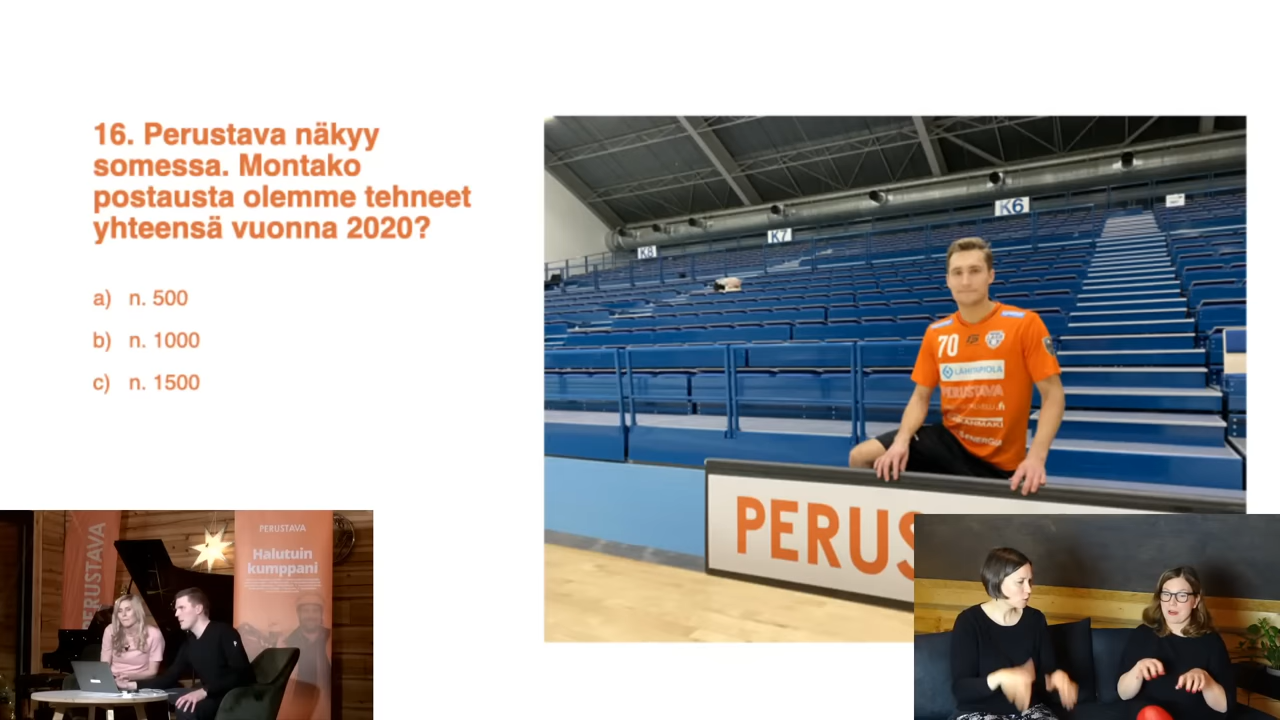 16. Perustava näkyy
somessa. Montako
postausta olemme tehneet
yhteensä vuonna 2020?
a) n. 500
b) n. 1000
c) n. 1500
K8
K7
K6
70
LÄHITAPIOLA
PERUSTAVA
ENERGIA
PERUS
PERUSTAVA
PERUSTAVA
Halutuin
kumppani